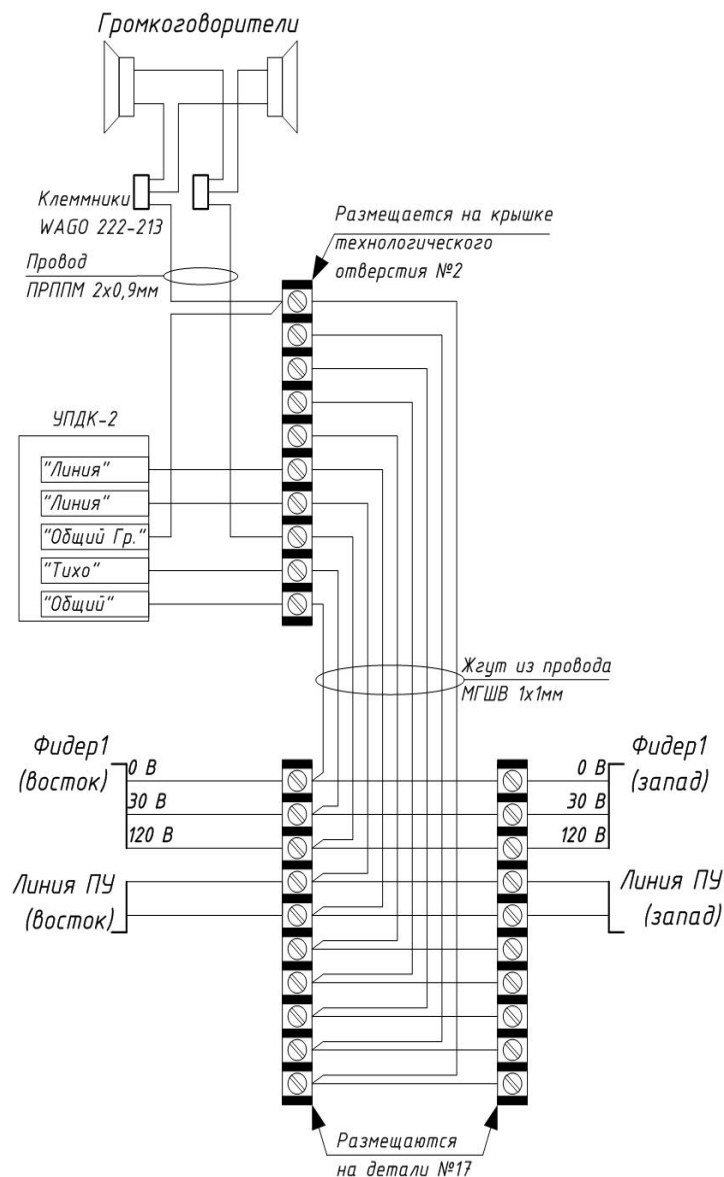 Громкоговорители
Клеммники
WAGO 222-213
Провод
ПРППМ 2х0,9мм
Размещается на крышке
технологического
отверстия №2
УПДК-2
"Линия"
"Линия"
"Общий Гр."
"Тихо"
"Общий"
Жгут из провода
МГШВ 1х1мм
Фидер1
(восток)
0 В
30 В
120 В
Линия ПУ
(восток)
Фидер1
(запад)
0 В
30 В
120 В
Линия ПУ
(запад)
Размещаются
на детали №17